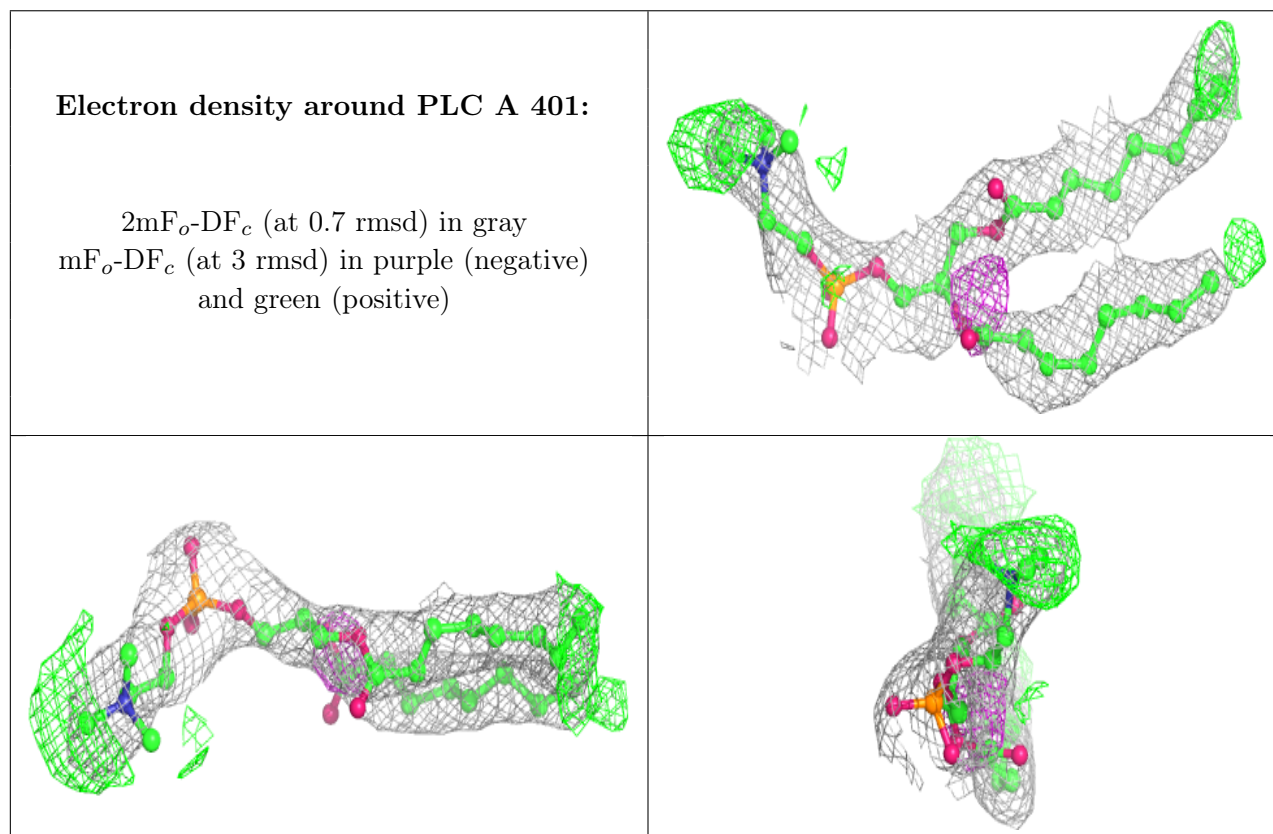 Electron density around PLC A 401:
2mFo-DFc (at 0.7 rmsd) in gray
mFo-DFc (at 3 rmsd) in purple (negative)
and green (positive)